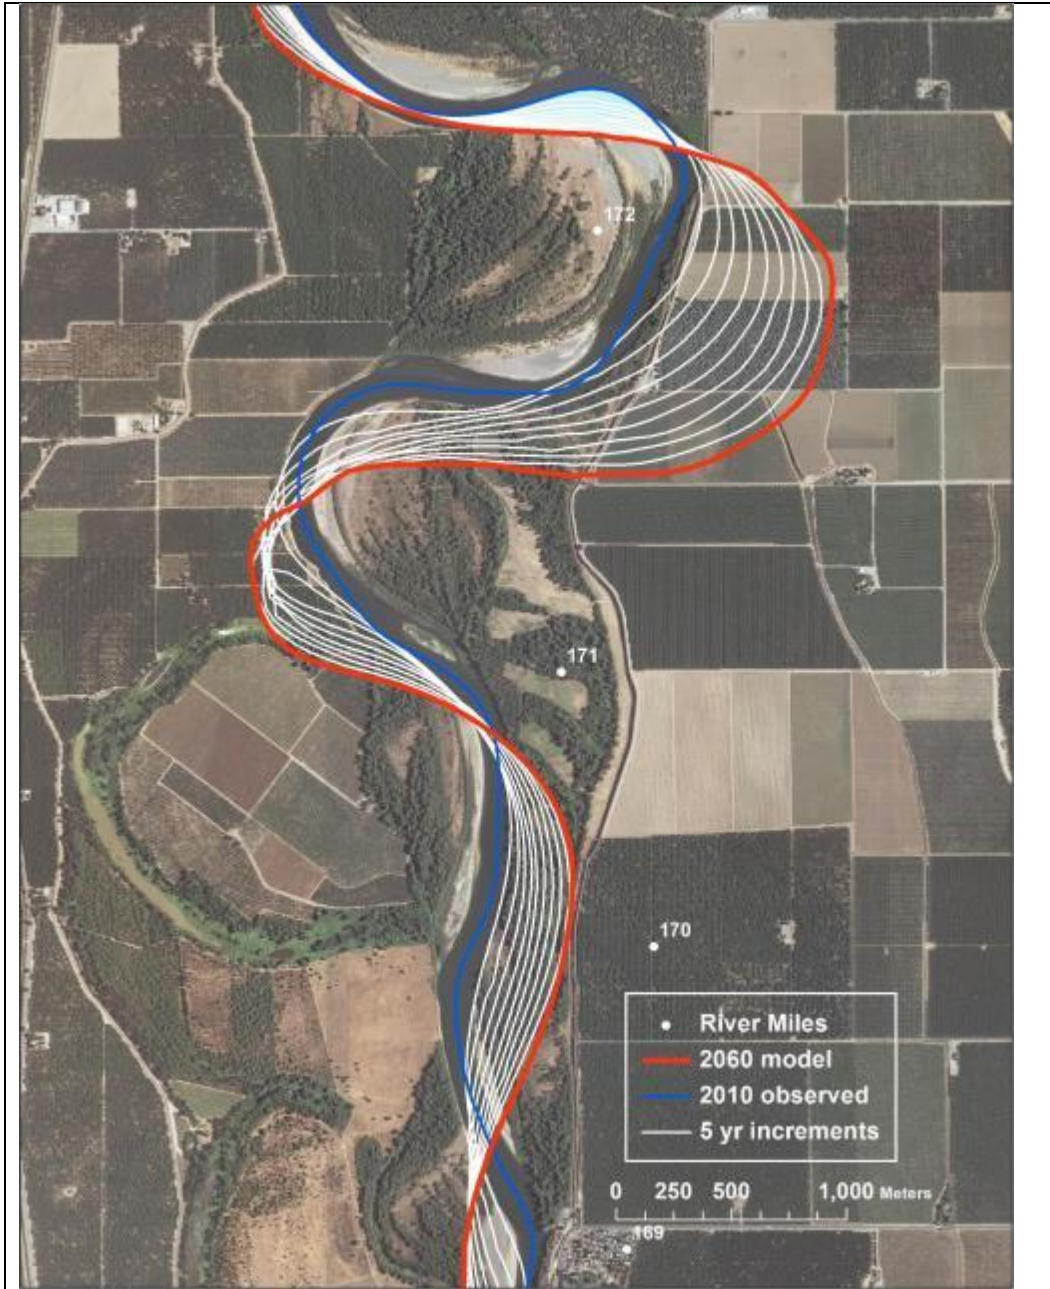 172
171
170
River Miles
2060 model
2010 observed
5 yr increments
0 250 500 1,000 Meters
169